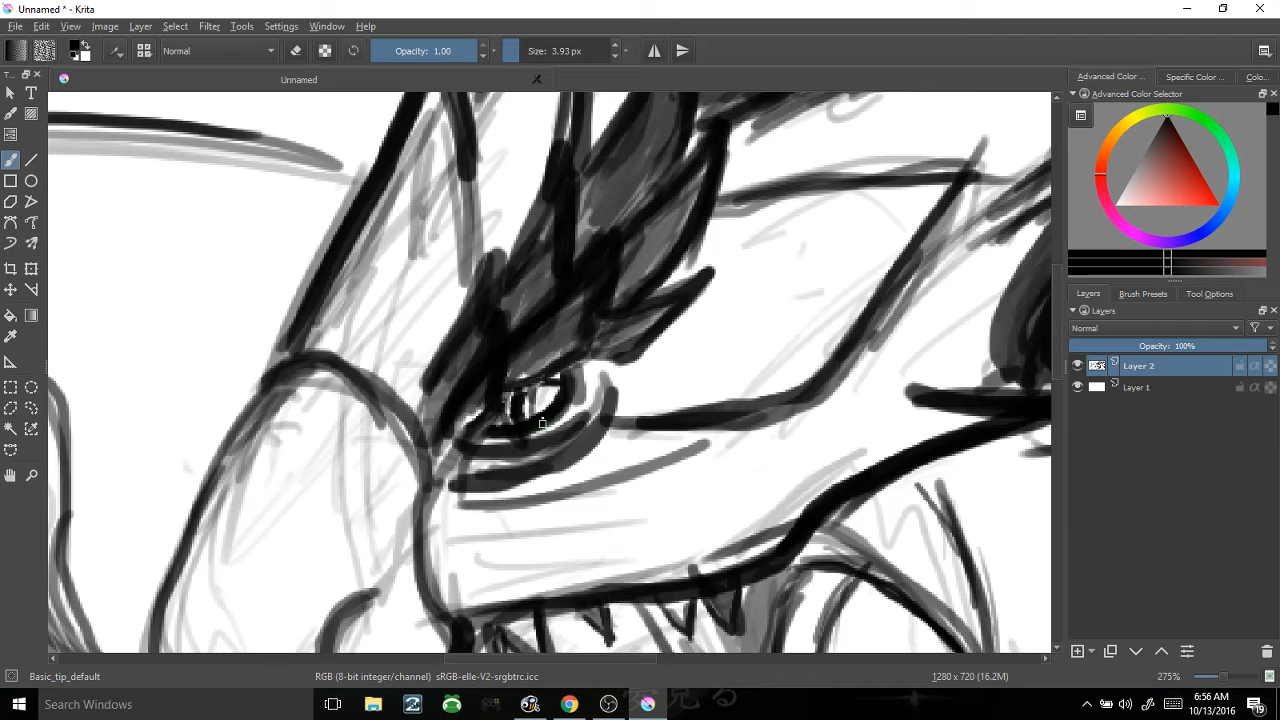 Unnamed * - Krita
File Edit View Image Layer Select Filter Tools Settings Window Help
Normal Opacity: 1.00 Size: 3.93 px
Unnamed
T...
Advanced Color ... Specific Color ... Colo...
Advanced Color Selector
Layers Brush Presets Tool Options
Layers
Normal
Opacity: 100%
Layer 2
Layer 1
Basic_tip_default RGB (8-bit integer/channel) sRGB-elle-V2-srgbtrc.icc 1280 x 720 (16.2M) 275%
Search Windows
6:56 AM
10/13/2016